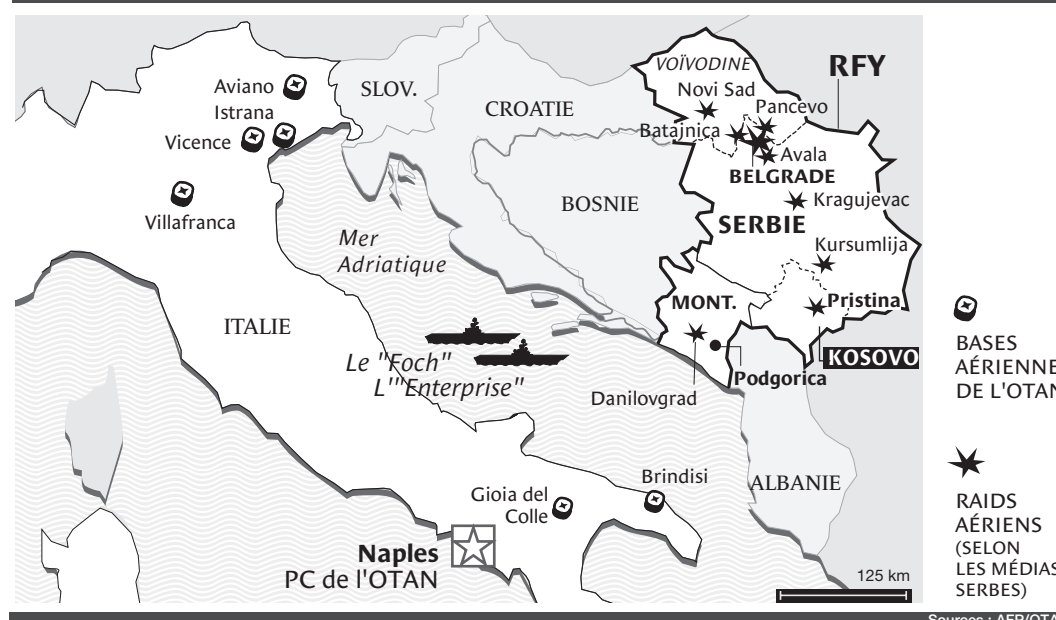 Aviano
Istrana
Vicence
Villafranca
SLOV.
CROATIE
BOSNIE
VOÏVODINE
RFY
Novi Sad
Pancevo
Batajnica
Avala
BELGRADE
Kragujevac
SERBIE
Kursumlija
MONT.
Pristina
KOSOVO
Podgorica
Danilovgrad
Mer
Adriatique
ITALIE
Le "Foch"
L'"Enterprise"
Brindisi
Gioia del
Colle
ALBANIE
Naples
PC de l'OTAN
125 km
BASES
AÉRIENNE
DE L'OTAN
RAIDS
AÉRIENS
(SELON
LES MÉDIAS
SERBES)
Sources : AFP/OTA